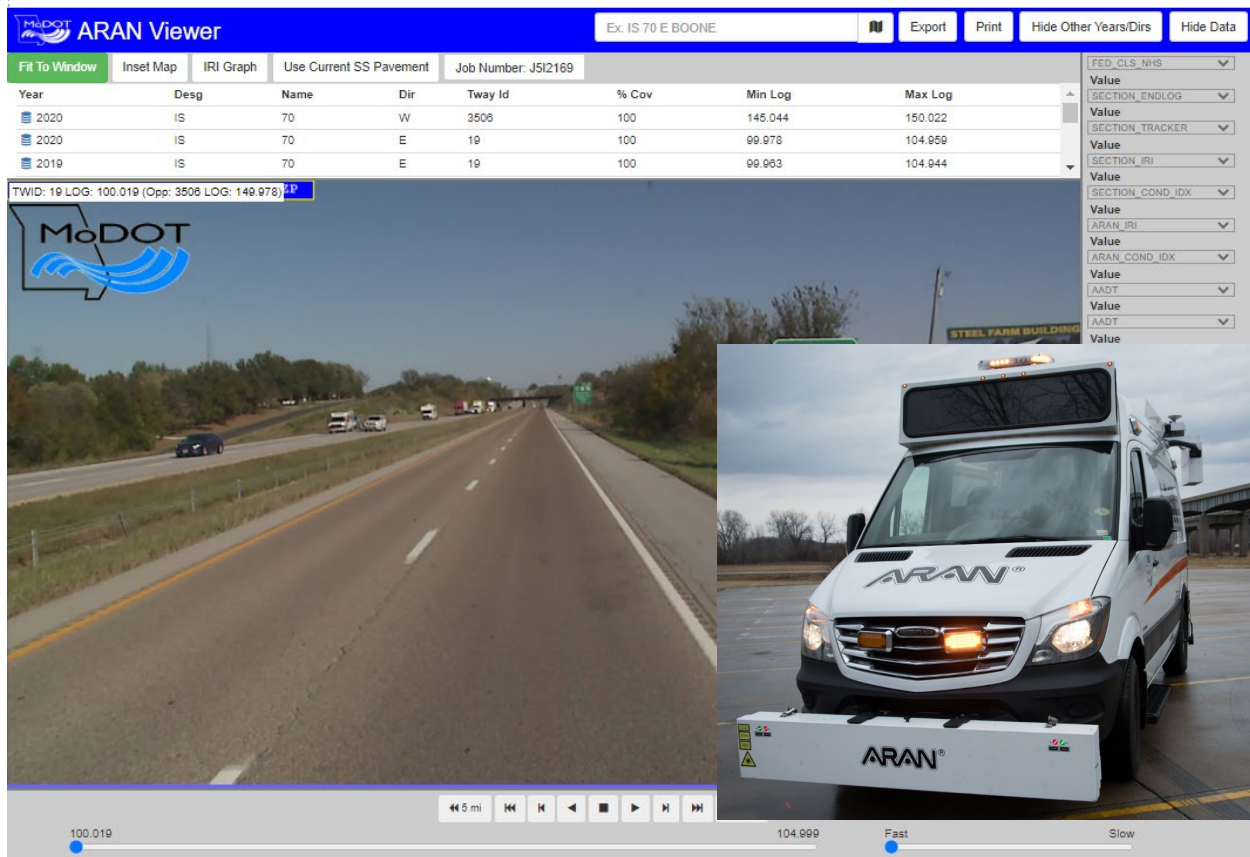 MoDOT ARAN Viewer
Ex. IS 70 E BOONE
Export
Print
Hide Other Years/Dirs
Hide Data
Fit To Window
Inset Map
IRI Graph
Use Current SS Pavement
Job Number: J5I2169
Year Desg Name Dir Tway Id % Cov Min Log Max Log
2020 IS 70 W 3506 100 145.044 150.022
2020 IS 70 E 19 100 99.978 104.959
2019 IS 70 E 19 100 99.963 104.944
FED_CLS_NHS
Value
SECTION_ENDLOG
Value
SECTION_TRACKER
Value
SECTION_IRI
Value
SECTION_COND_IDX
Value
ARAN_IRI
Value
ARAN_COND_IDX
Value
AADT
Value
AADT
Value
TWID: 19 LOG: 100.019 (Opp: 3506 LOG: 149.978)
MoDOT
STEEL FARM BUILDING
ARAN®
ARAN®
5 mi
100.019
104.999
Fast
Slow